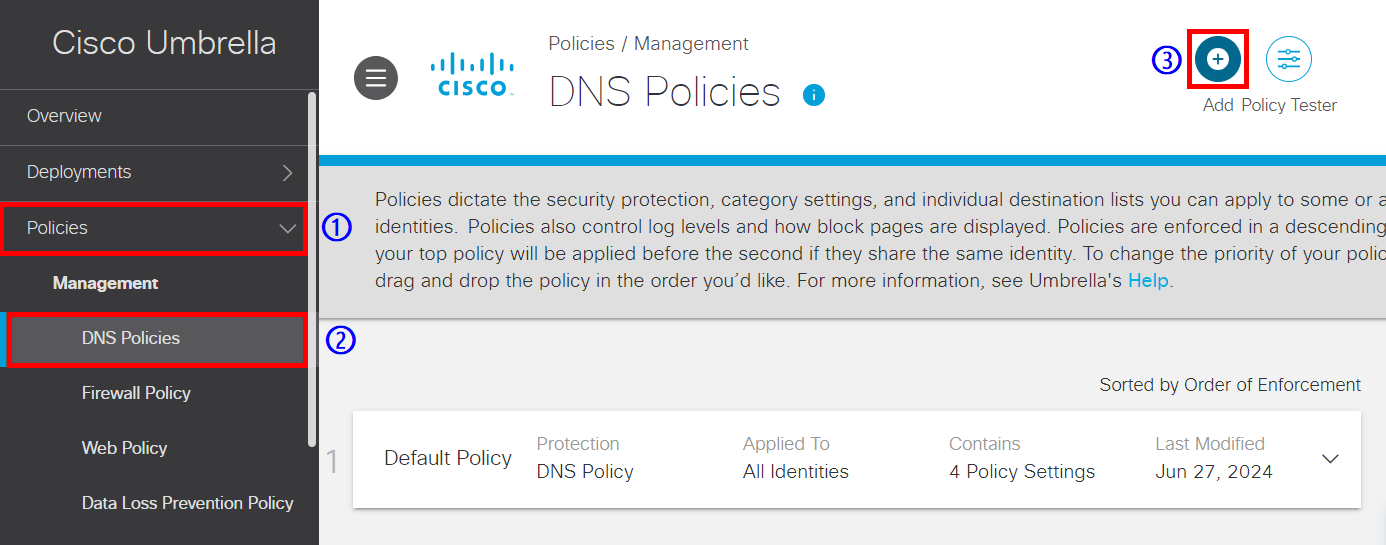 Cisco Umbrella
Overview
Deployments
Policies
①
Management
DNS Policies
②
Firewall Policy
Web Policy
Data Loss Prevention Policy
CISCO
Policies / Management
DNS Policies
i
③
Add
Policy Tester
Policies dictate the security protection, category settings, and individual destination lists you can apply to some or a
identities. Policies also control log levels and how block pages are displayed. Policies are enforced in a descending
your top policy will be applied before the second if they share the same identity. To change the priority of your polic
drag and drop the policy in the order you’d like. For more information, see Umbrella's Help.
Sorted by Order of Enforcement
1
Default Policy
Protection
DNS Policy
Applied To
All Identities
Contains
4 Policy Settings
Last Modified
Jun 27, 2024